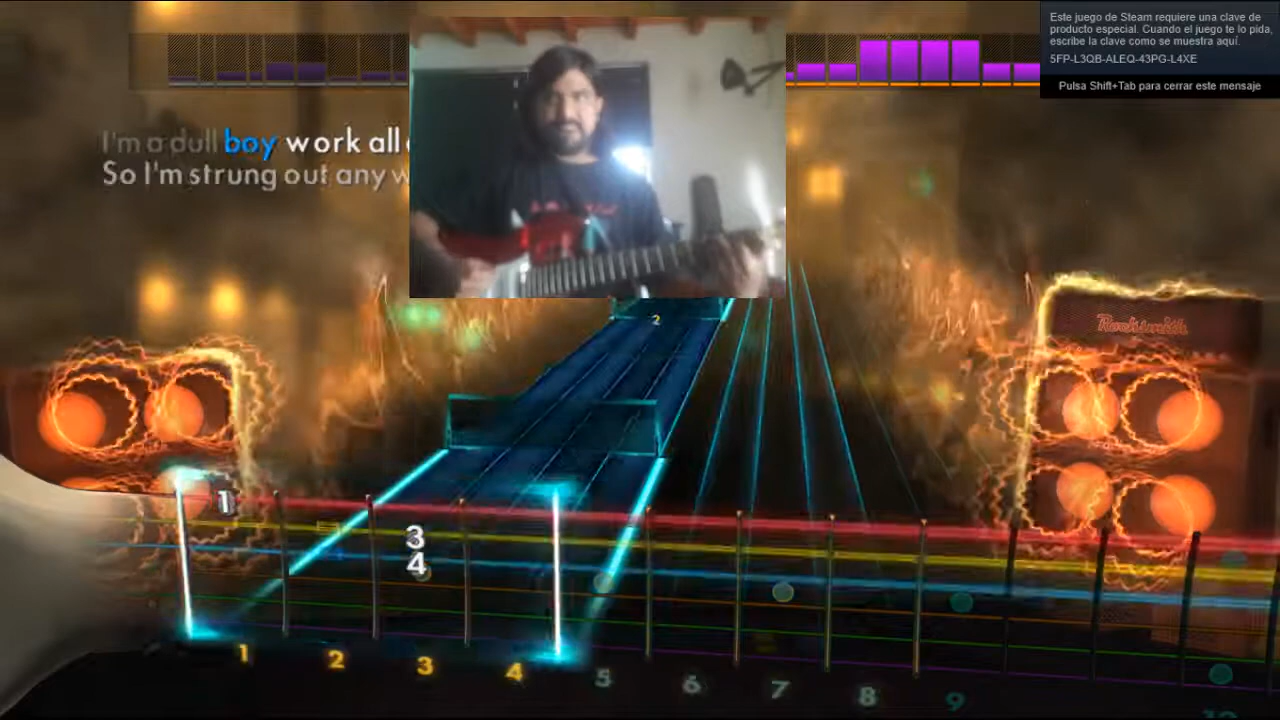 Este juego de Steam requiere una clave de
producto especial. Cuando el juego te lo pida,
escribe la clave como se muestra aquí.
5FP-L3QB-ALEQ-43PG-L4XE
Pulsa Shift+Tab para cerrar este mensaje
I'm a dull boy work all
So I'm strung out any w
2
Rocksmith
1
3
4
1 2 3 4 5 6 7 8 9 10